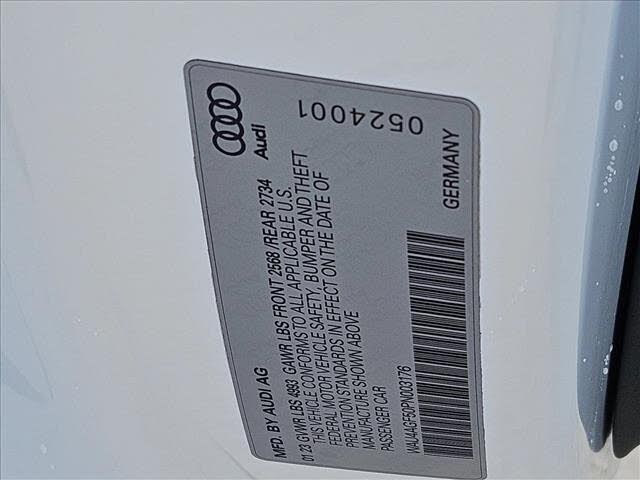 Audi
0524001
MFD. BY AUDI AG
01 23 GVWR LBS 4993 GAWR LBS FRONT 2568 /REAR 2734
THIS VEHICLE CONFORMS TO ALL APPLICABLE U.S.
FEDERAL MOTOR VEHICLE SAFETY, BUMPER AND THEFT
PREVENTION STANDARDS IN EFFECT ON THE DATE OF
MANUFACTURE SHOWN ABOVE
PASSENGER CAR
WAU4GF50PN003176
GERMANY